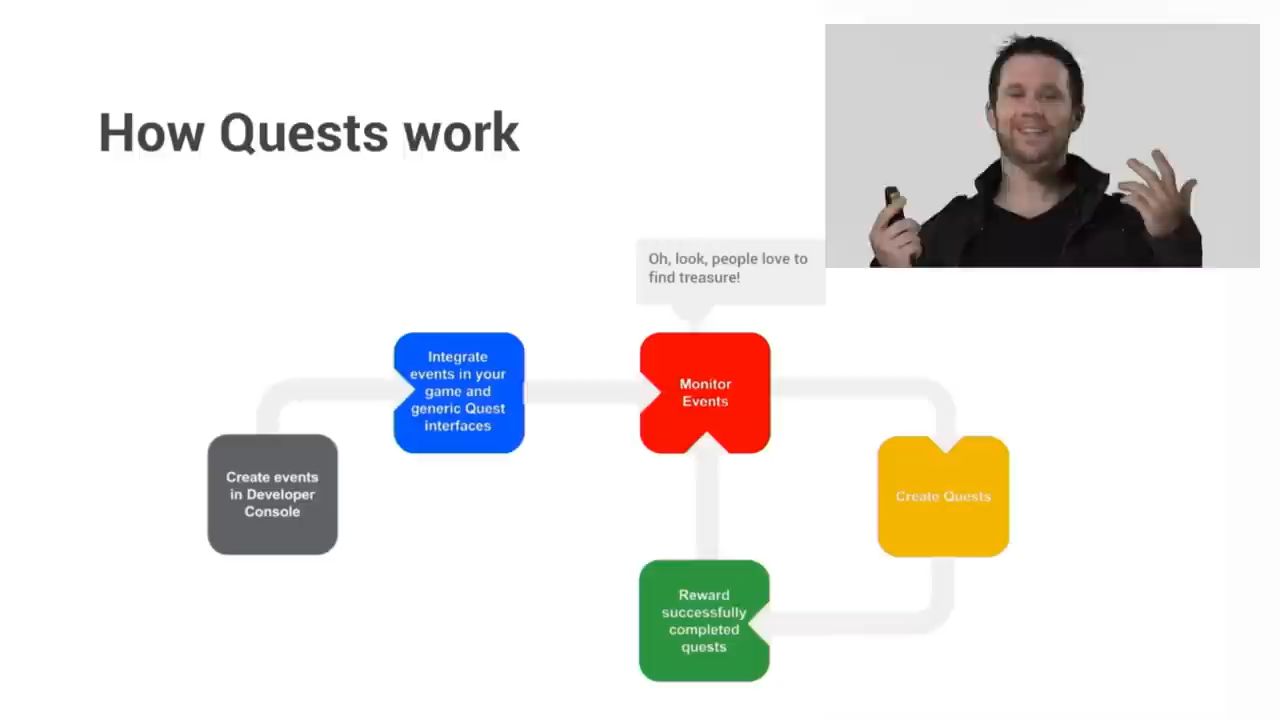 How Quests work
Oh, look, people love to
find treasure!
Integrate
events in your
game and
generic Quest
interfaces
Monitor
Events
Create events
in Developer
Console
Create Quests
Reward
successfully
completed
quests